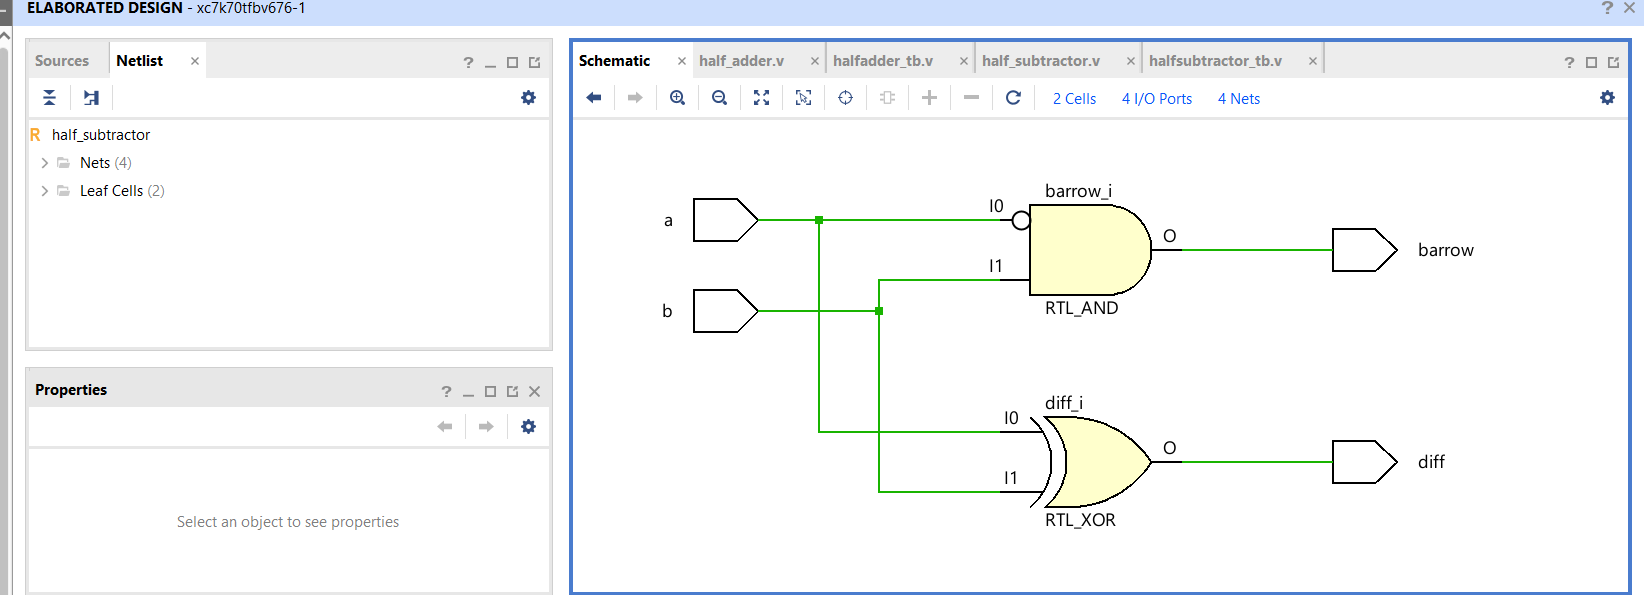 ELABORATED DESIGN - xc7k70tfbv676-1
Sources Netlist
half_subtractor
Nets (4)
Leaf Cells (2)
Properties
Select an object to see properties
Schematic half_adder.v halfadder_tb.v half_subtractor.v halfsubtractor_tb.v
2 Cells 4 I/O Ports 4 Nets
barrow_i
I0
a
O
I1
barrow
b
RTL_AND
diff_i
I0
O
I1
diff
RTL_XOR